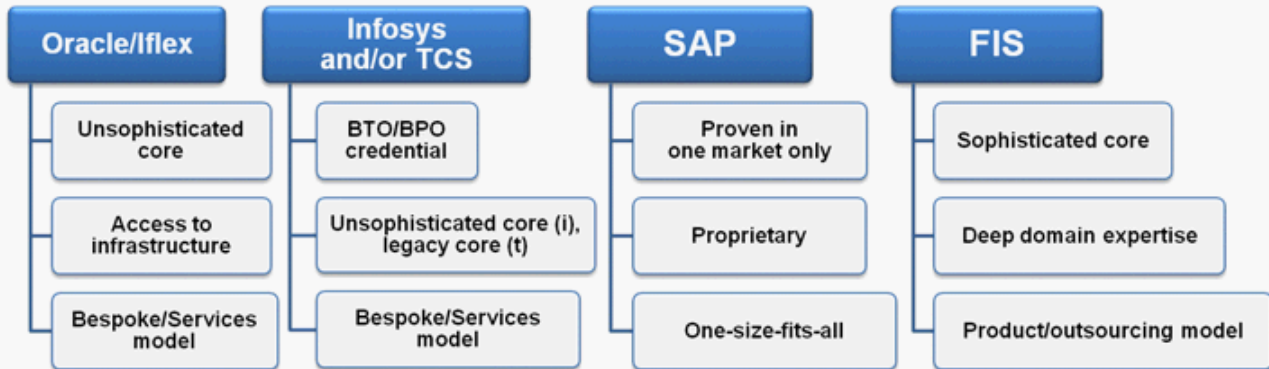 Oracle/Iflex
Unsophisticated
core
Access to
infrastructure
Bespoke/Services
model
Infosys
and/or TCS
BTO/BPO
credential
Unsophisticated core (i),
legacy core (t)
Bespoke/Services
model
SAP
Proven in
one market only
Proprietary
One-size-fits-all
FIS
Sophisticated core
Deep domain expertise
Product/outsourcing model